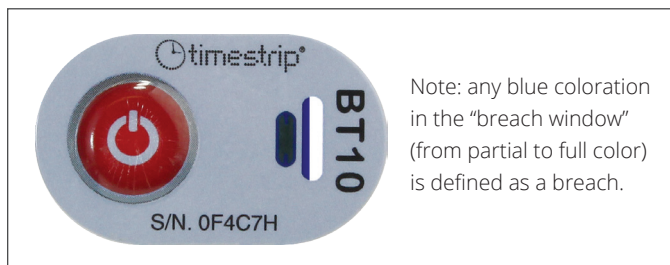 timestrip®
BT10
S/N. 0F4C7H
Note: any blue coloration
in the “breach window”
(from partial to full color)
is defined as a breach.